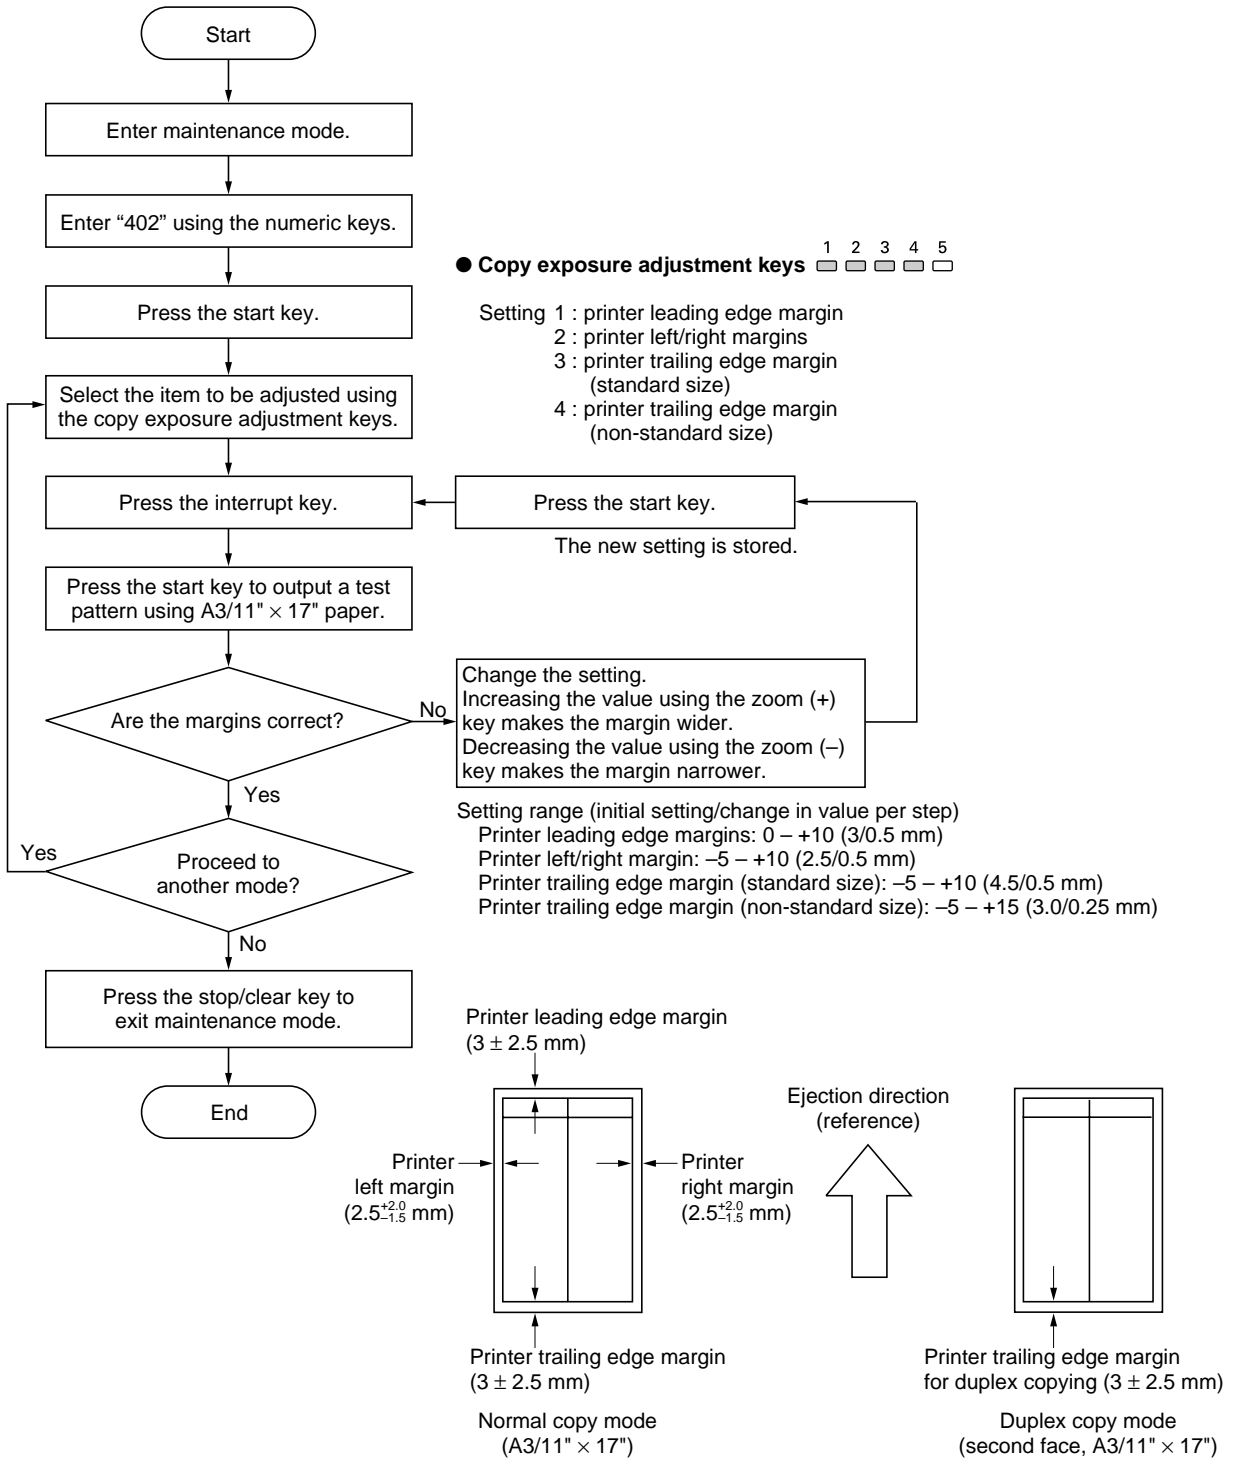 Start
Enter maintenance mode.
Enter “402” using the numeric keys.
Press the start key.
Select the item to be adjusted using
the copy exposure adjustment keys.
1 2 3 4 5
● Copy exposure adjustment keys
Setting 1 : printer leading edge margin
2 : printer left/right margins
3 : printer trailing edge margin
(standard size)
4 : printer trailing edge margin
(non-standard size)
Press the interrupt key.
Press the start key.
The new setting is stored.
Press the start key to output a test
pattern using A3/11" × 17" paper.
Are the margins correct?
No
Change the setting.
Increasing the value using the zoom (+)
key makes the margin wider.
Decreasing the value using the zoom (–)
key makes the margin narrower.
Yes
Setting range (initial setting/change in value per step)
Printer leading edge margins: 0 – +10 (3/0.5 mm)
Printer left/right margin: –5 – +10 (2.5/0.5 mm)
Printer trailing edge margin (standard size): –5 – +10 (4.5/0.5 mm)
Printer trailing edge margin (non-standard size): –5 – +15 (3.0/0.25 mm)
Yes
Proceed to
another mode?
No
Press the stop/clear key to
exit maintenance mode.
End
Printer leading edge margin
(3 ± 2.5 mm)
Printer
left margin
(2.5+2.0–1.5 mm)
Printer
right margin
(2.5+2.0–1.5 mm)
Ejection direction
(reference)
Printer trailing edge margin
(3 ± 2.5 mm)
Normal copy mode
(A3/11" × 17")
Printer trailing edge margin
for duplex copying (3 ± 2.5 mm)
Duplex copy mode
(second face, A3/11" × 17")